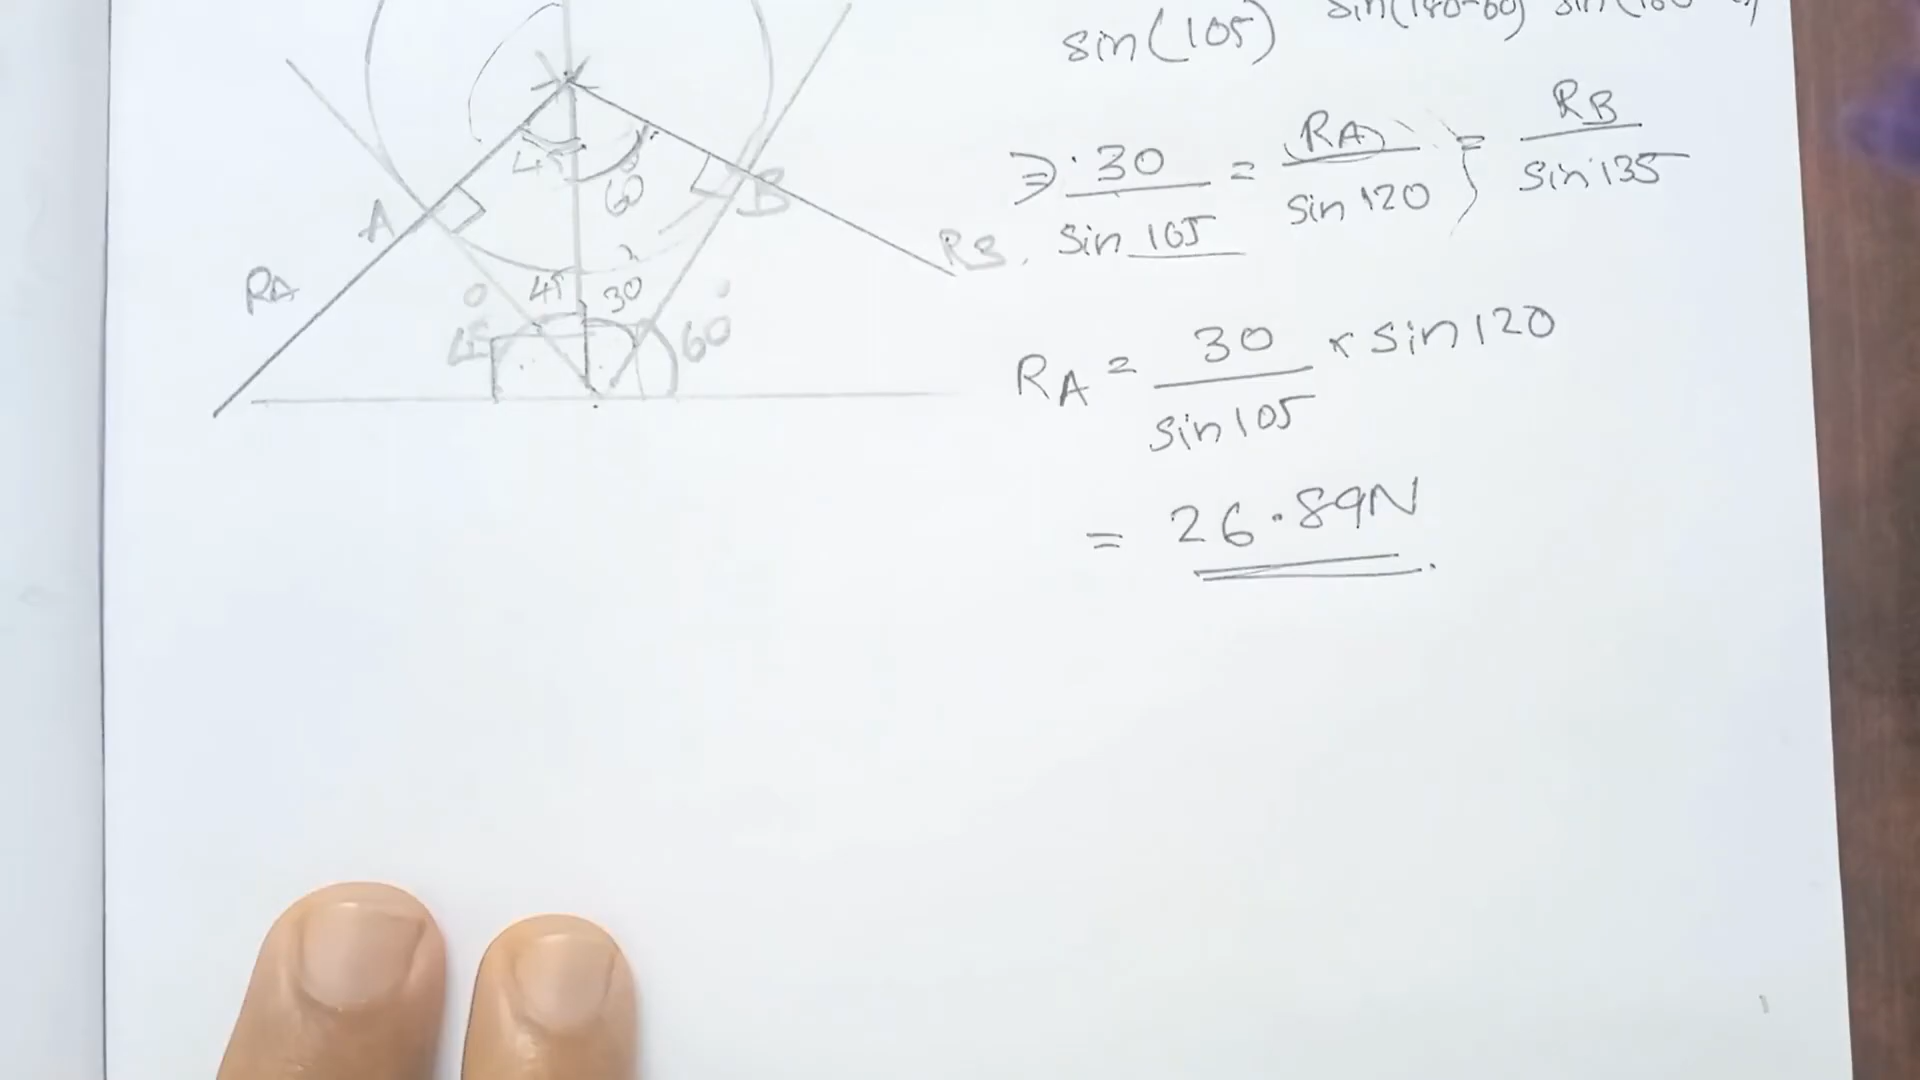 sin(105)
30/sin 105 = RA/sin 120 = RB/sin 135
RA = 30/sin 105 × sin 120
= 26.89N
45
60
A
B
RA
RB
45
30
45
60